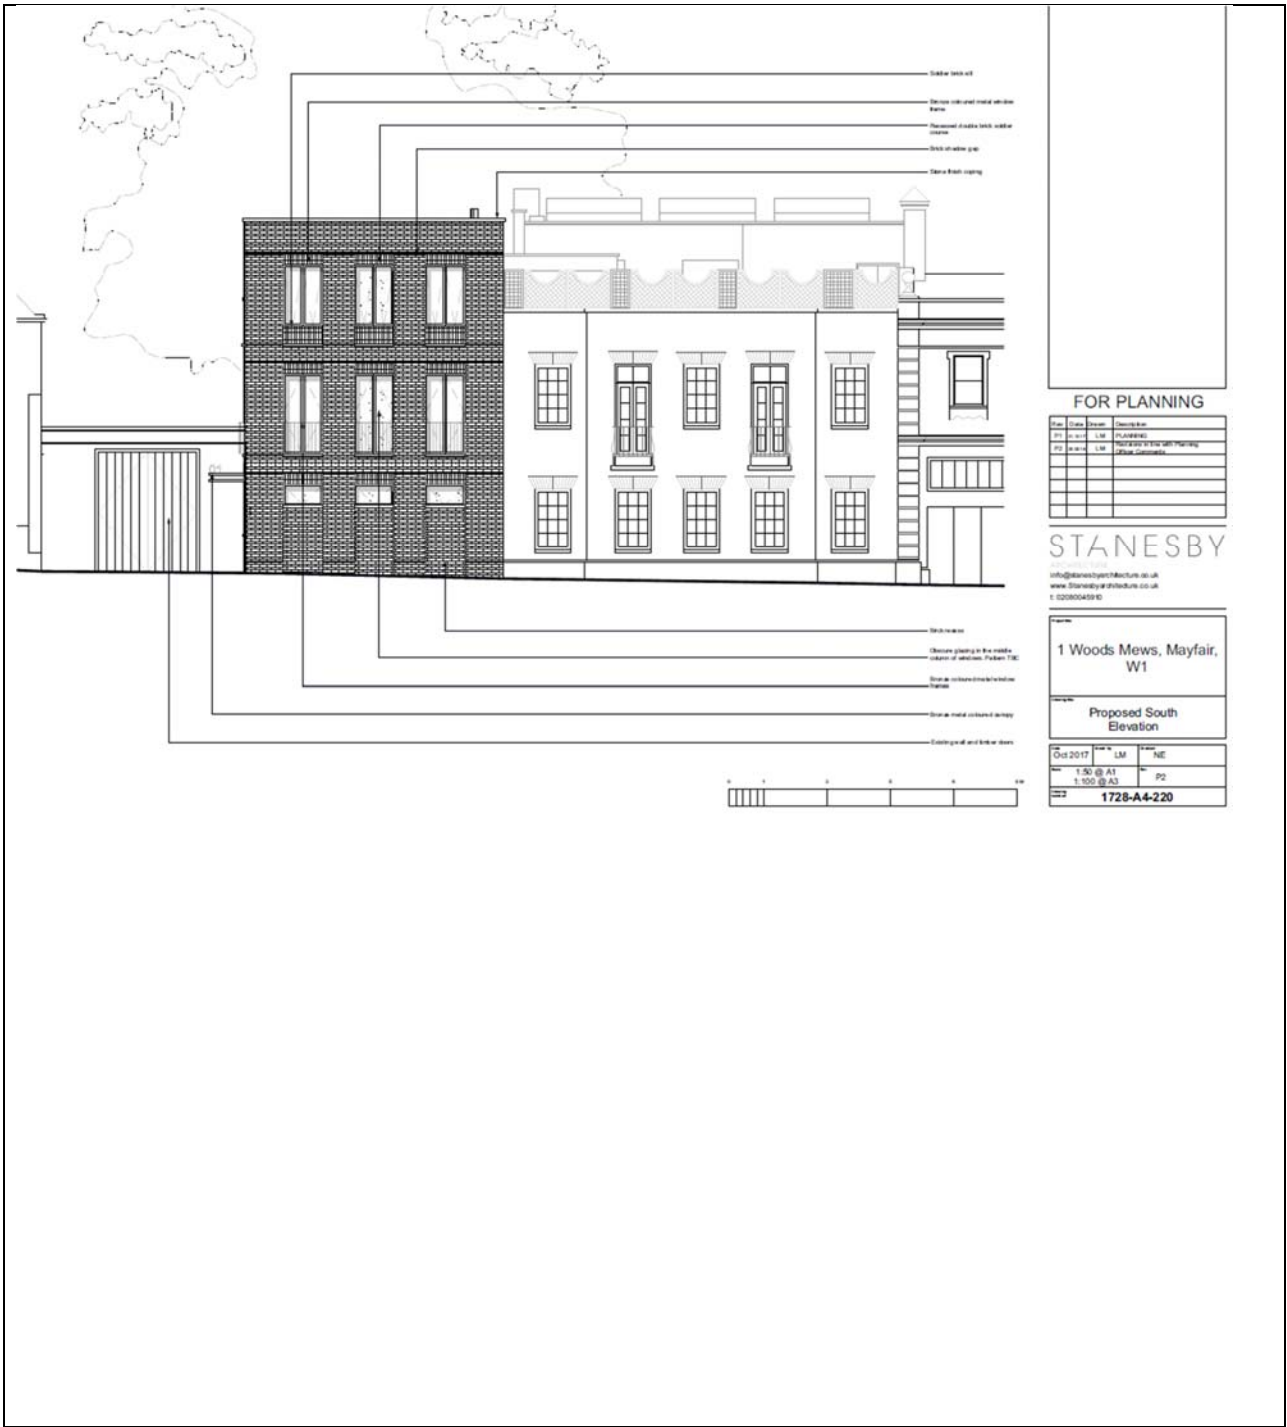 Soldier brick sill
Bronze coloured metal window
frame
Recessed double brick soldier
course
Brick shadow gap
Stone finish coping
01
Brick recess
Obscure glazing in the middle
column of windows. Pattern TBC
Bronze coloured metal window
frames
Bronze metal coloured canopy
Existing wall and timber doors
FOR PLANNING
Rev Date Drawn Description
P1 LM PLANNING
P2 LM Revisions in line with Planning
Officer Comments
STANESBY
ARCHITECTURE
info@stanesbyarchitecture.co.uk
www.Stanesbyarchitecture.co.uk
1 Woods Mews, Mayfair,
W1
Proposed South
Elevation
Oct 2017 LM NE
1:50 @ A1
1:100 @ A3
P2
1728-A4-220